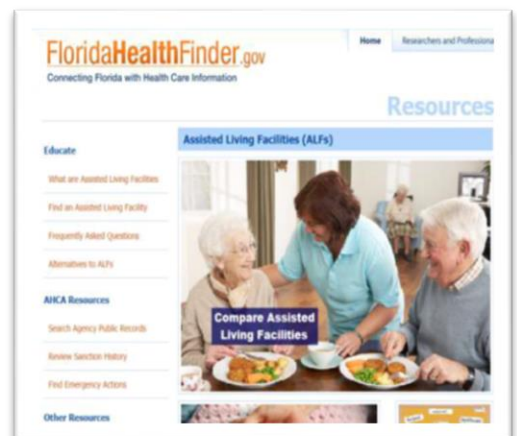 FloridaHealthFinder.gov
Connecting Florida with Health Care Information
Home
Researchers and Professiona
Resources
Educate
What are Assisted Living Facilities
Find an Assisted Living Facility
Frequently Asked Questions
Alternatives to ALFs
AHCA Resources
Search Agency Public Records
Review Sanction History
Find Emergency Actions
Other Resources
Assisted Living Facilities (ALFs)
Compare Assisted
Living Facilities